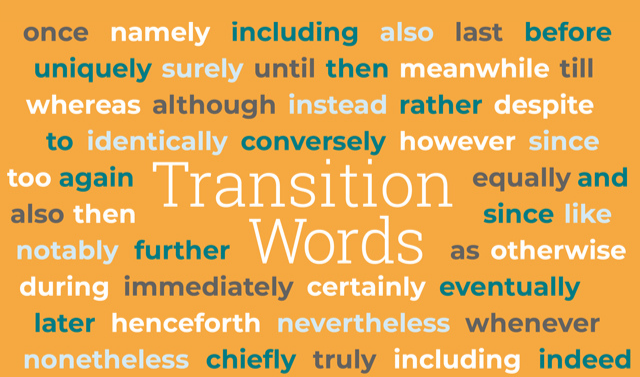 once namely including also last before
uniquely surely until then meanwhile till
whereas although instead rather despite
to identically conversely however since
too again Transition equally and
also then since like
notably further Words as otherwise
during immediately certainly eventually
later henceforth nevertheless whenever
nonetheless chiefly truly including indeed